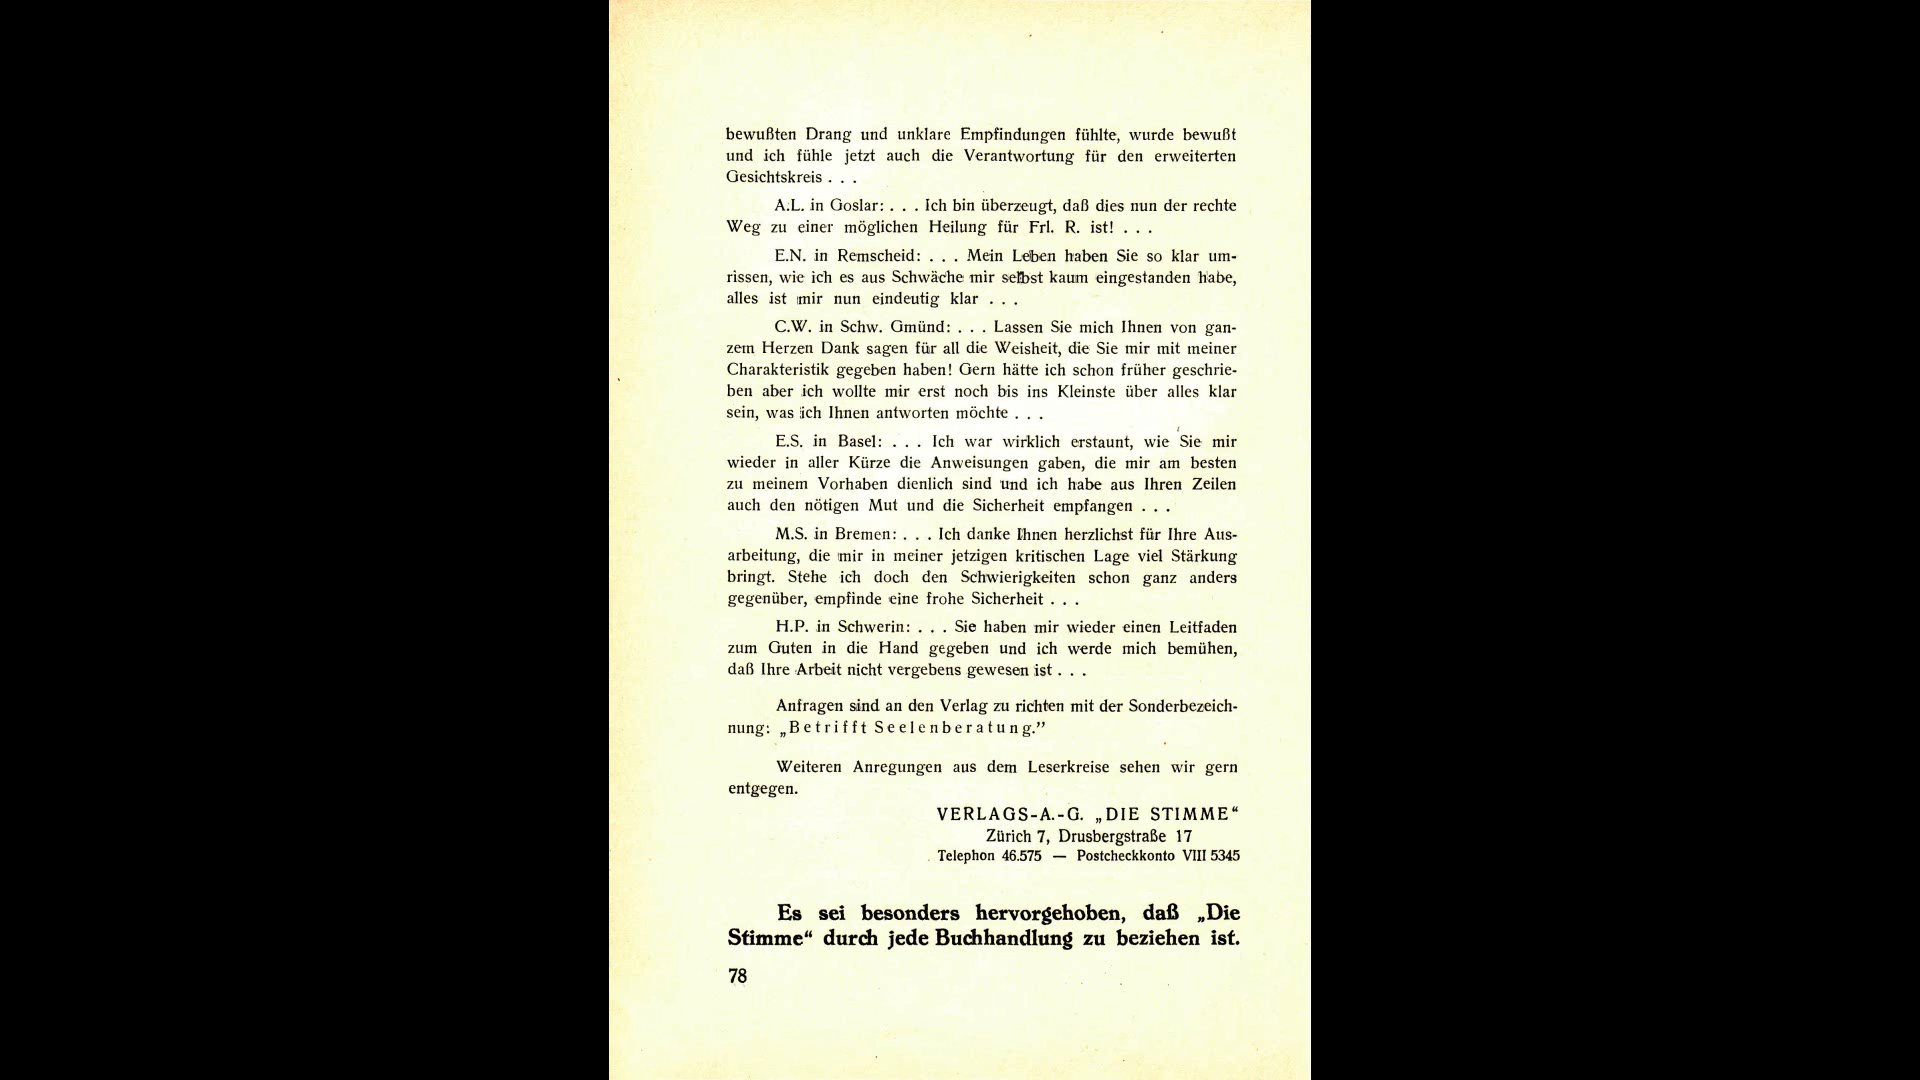 bewußten Drang und unklare Empfindungen fühlte, wurde bewußt
und ich fühle jetzt auch die Verantwortung für den erweiterten
Gesichtskreis . . .
A.L. in Goslar: . . . Ich bin überzeugt, daß dies nun der rechte
Weg zu einer möglichen Heilung für Frl. R. ist! . . .
E.N. in Remscheid: . . . Mein Leben haben Sie so klar um-
rissen, wie ich es aus Schwäche mir selbst kaum eingestanden habe,
alles ist mir nun eindeutig klar . . .
C.W. in Schw. Gmünd: . . . Lassen Sie mich Ihnen von gan-
zem Herzen Dank sagen für all die Weisheit, die Sie mir mit meiner
Charakteristik gegeben haben! Gern hätte ich schon früher geschrie-
ben aber ich wollte mir erst noch bis ins Kleinste über alles klar
sein, was ich Ihnen antworten möchte . . .
E.S. in Basel: . . . Ich war wirklich erstaunt, wie Sie mir
wieder in aller Kürze die Anweisungen gaben, die mir am besten
zu meinem Vorhaben dienlich sind und ich habe aus Ihren Zeilen
auch den nötigen Mut und die Sicherheit empfangen . . .
M.S. in Bremen: . . . Ich danke Ihnen herzlichst für Ihre Aus-
arbeitung, die mir in meiner jetzigen kritischen Lage viel Stärkung
bringt. Stehe ich doch den Schwierigkeiten schon ganz anders
gegenüber, empfinde eine frohe Sicherheit . . .
H.P. in Schwerin: . . . Sie haben mir wieder einen Leitfaden
zum Guten in die Hand gegeben und ich werde mich bemühen,
daß Ihre Arbeit nicht vergebens gewesen ist . . .
Anfragen sind an den Verlag zu richten mit der Sonderbezeich-
nung: „Betrifft Seelenberatung.”
Weiteren Anregungen aus dem Leserkreise sehen wir gern
entgegen.
VERLAGS-A.-G. „DIE STIMME“
Zürich 7, Drusbergstraße 17
Telephon 46.575 — Postcheckkonto VIII 5345
Es sei besonders hervorgehoben, daß „Die
Stimme“ durch jede Buchhandlung zu beziehen ist.
78